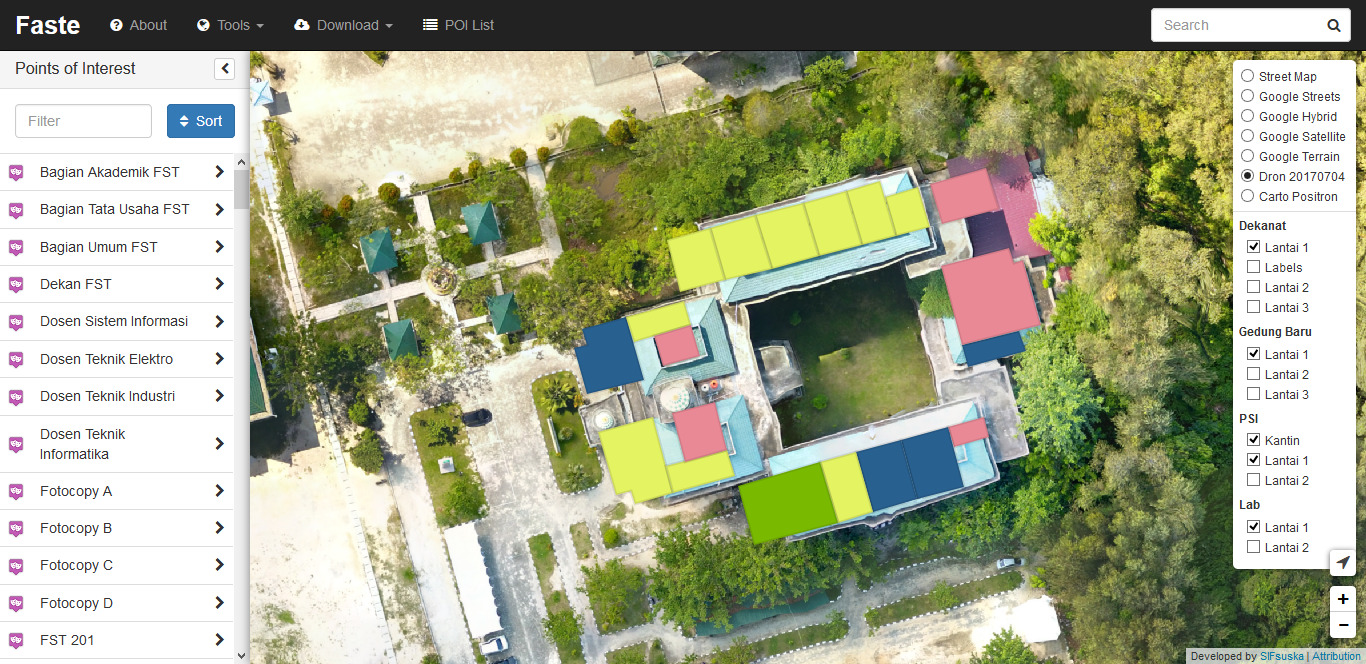 Faste
About
Tools
Download
POI List
Search
Points of Interest
Filter
Sort
Bagian Akademik FST
Bagian Tata Usaha FST
Bagian Umum FST
Dekan FST
Dosen Sistem Informasi
Dosen Teknik Elektro
Dosen Teknik Industri
Dosen Teknik
Informatika
Fotocopy A
Fotocopy B
Fotocopy C
Fotocopy D
FST 201
Street Map
Google Streets
Google Hybrid
Google Satellite
Google Terrain
Dron 20170704
Carto Positron
Dekanat
Lantai 1
Labels
Lantai 2
Lantai 3
Gedung Baru
Lantai 1
Lantai 2
Lantai 3
PSI
Kantin
Lantai 1
Lantai 2
Lab
Lantai 1
Lantai 2
+
−
Developed by SIFsuska | Attribution